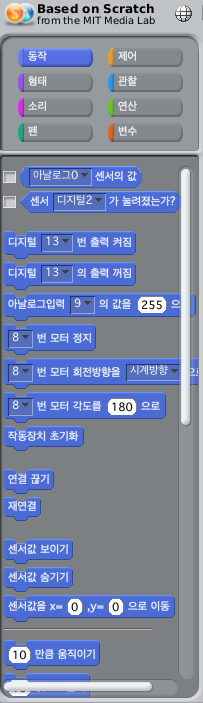 Based on Scratch
from the MIT Media Lab
동작 제어
형태 관찰
소리 연산
펜 변수
아날로그0 센서의 값
센서 디지털2 가 눌려졌는가?
디지털 13 번 출력 켜짐
디지털 13 의 출력 꺼짐
아날로그입력 9 의 값을 255 으
8 번 모터 정지
8 번 모터 회전방향을 시계방향
8 번 모터 각도를 180 으로
작동장치 초기화
연결 끊기
재연결
센서값 보이기
센서값 숨기기
센서값을 x= 0 ,y= 0 으로 이동
10 만큼 움직이기